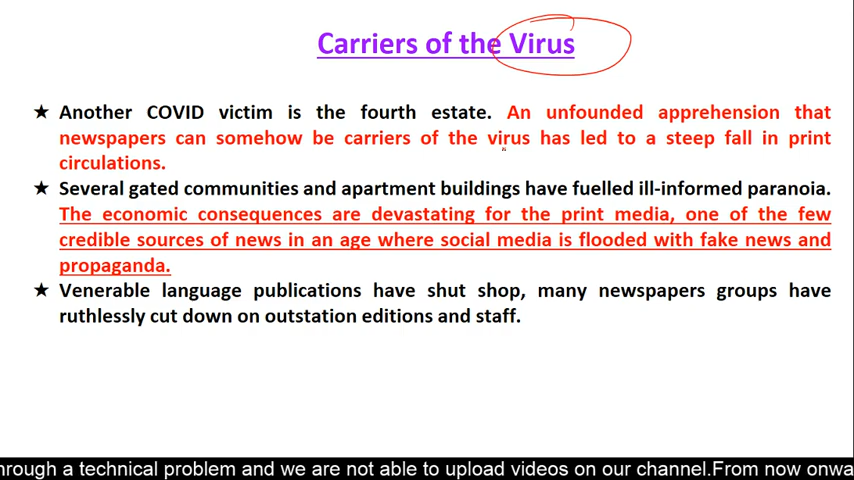 Carriers of the Virus
★ Another COVID victim is the fourth estate. An unfounded apprehension that
newspapers can somehow be carriers of the virus has led to a steep fall in print
circulations.
★ Several gated communities and apartment buildings have fuelled ill-informed paranoia.
The economic consequences are devastating for the print media, one of the few
credible sources of news in an age where social media is flooded with fake news and
propaganda.
★ Venerable language publications have shut shop, many newspapers groups have
ruthlessly cut down on outstation editions and staff.
hrough a technical problem and we are not able to upload videos on our channel.From now onwa